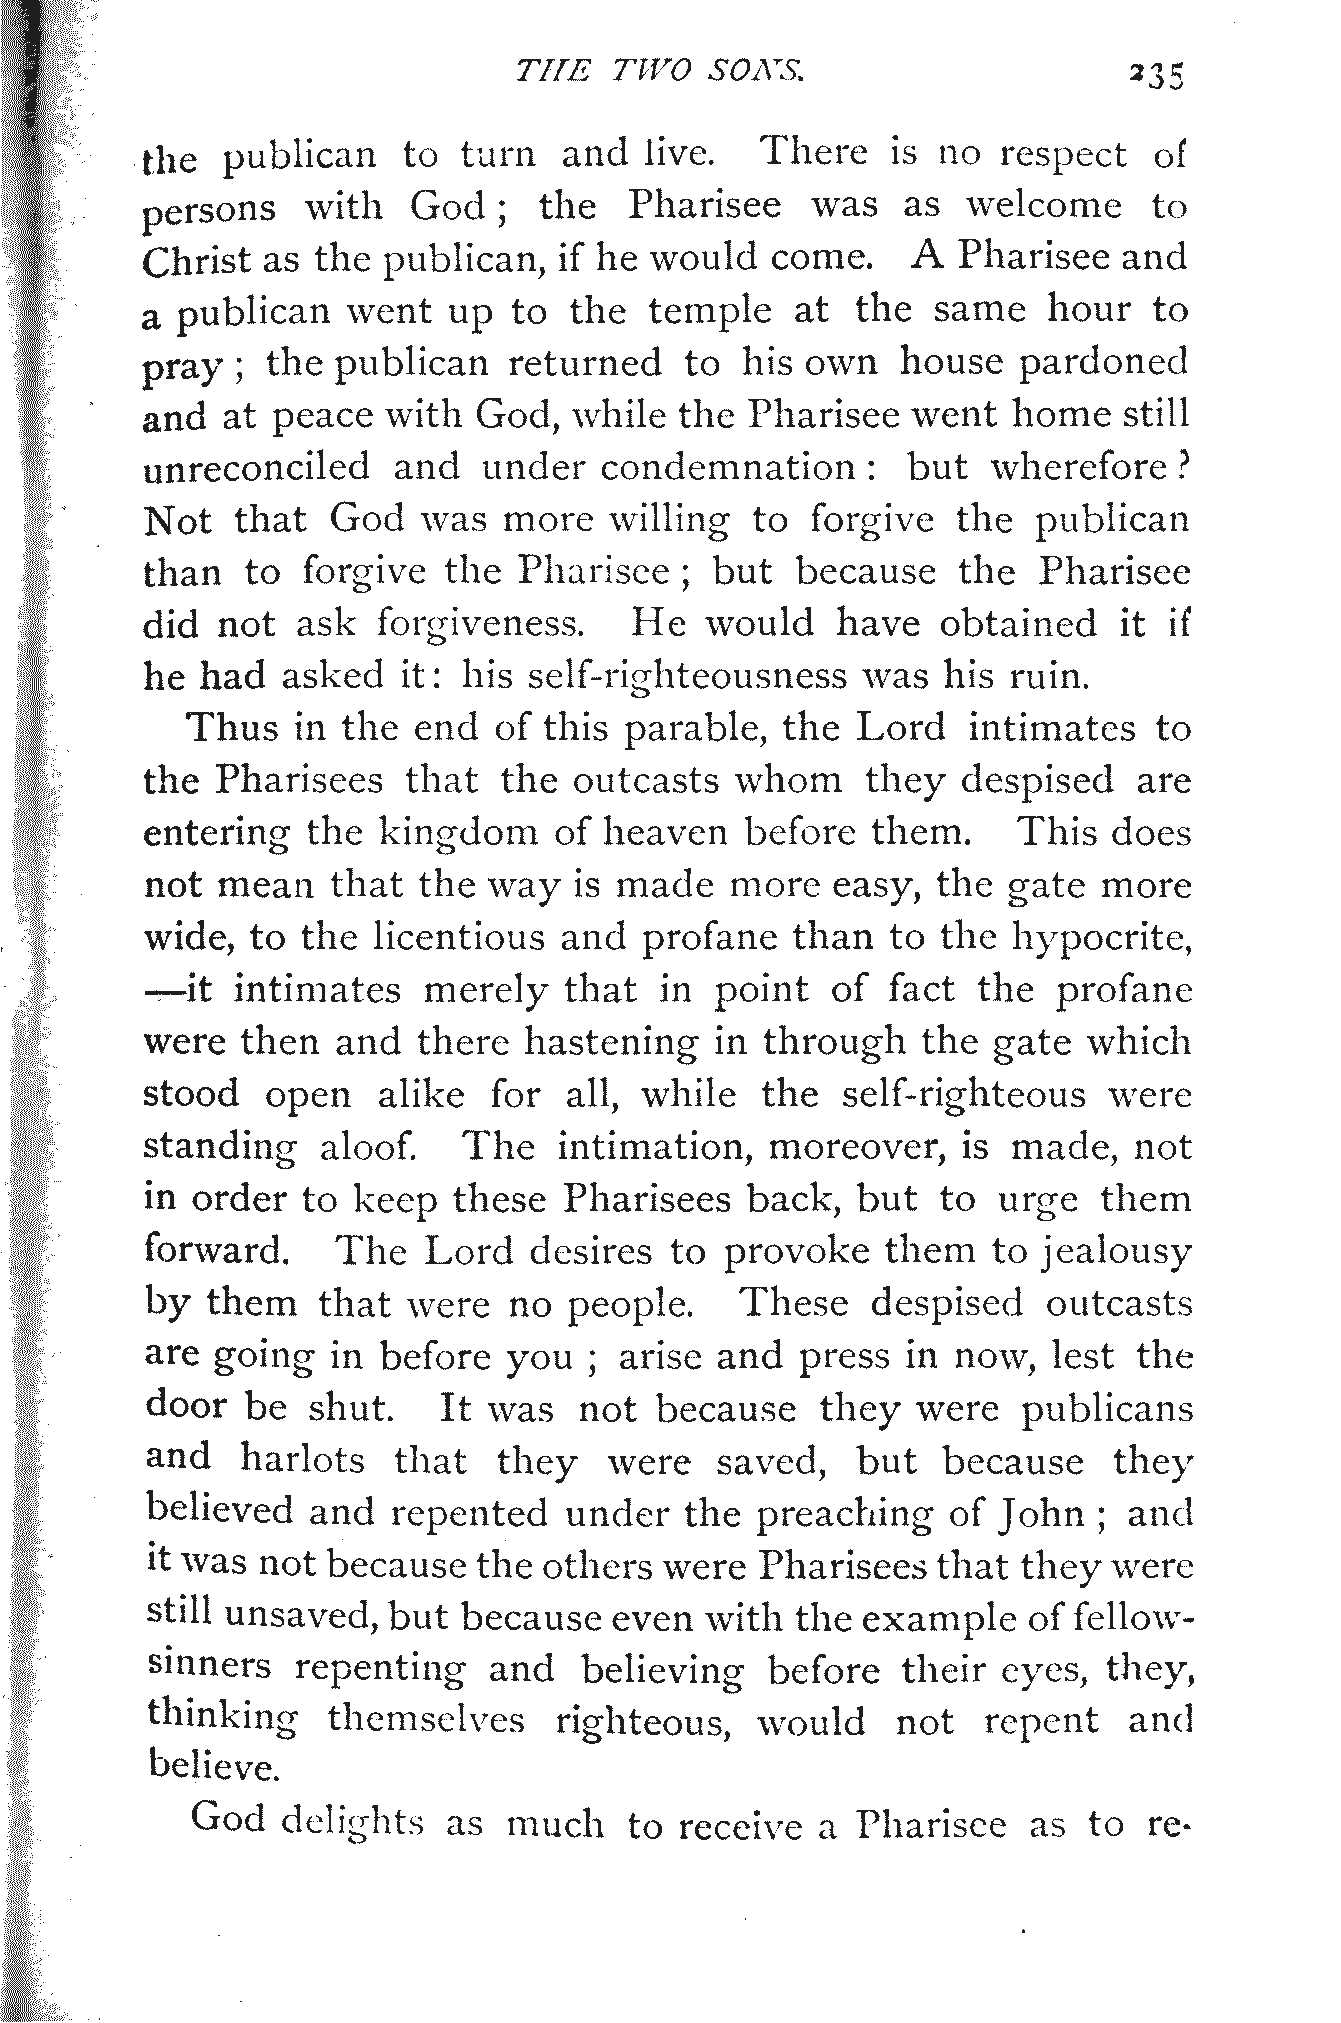 THE TWO SONS. 235
the publican to turn and live. There is no respect of
persons with God ; the Pharisee was as welcome to
Christ as the publican, if he would come. A Pharisee and
a publican went up to the temple at the same hour to
pray ; the publican returned to his own house pardoned
and at peace with God, while the Pharisee went home still
unreconciled and under condemnation : but wherefore ?
Not that God was more willing to forgive the publican
than to forgive the Pharisee ; but because the Pharisee
did not ask forgiveness. He would have obtained it if
he had asked it : his self-righteousness was his ruin.
Thus in the end of this parable, the Lord intimates to
the Pharisees that the outcasts whom they despised are
entering the kingdom of heaven before them. This does
not mean that the way is made more easy, the gate more
wide, to the licentious and profane than to the hypocrite,
—it intimates merely that in point of fact the profane
were then and there hastening in through the gate which
stood open alike for all, while the self-righteous were
standing aloof. The intimation, moreover, is made, not
in order to keep these Pharisees back, but to urge them
forward. The Lord desires to provoke them to jealousy
by them that were no people. These despised outcasts
are going in before you ; arise and press in now, lest the
door be shut. It was not because they were publicans
and harlots that they were saved, but because they
believed and repented under the preaching of John ; and
it was not because the others were Pharisees that they were
still unsaved, but because even with the example of fellow-
sinners repenting and believing before their eyes, they,
thinking themselves righteous, would not repent and
believe.
God delights as much to receive a Pharisee as to re-